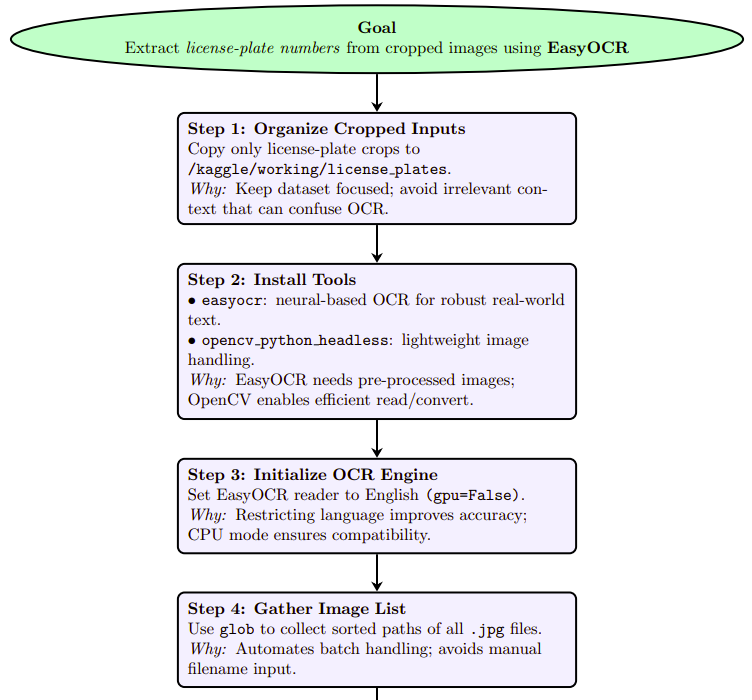 Goal
Extract license-plate numbers from cropped images using EasyOCR
Step 1: Organize Cropped Inputs
Copy only license-plate crops to
/kaggle/working/license_plates.
Why: Keep dataset focused; avoid irrelevant con-
text that can confuse OCR.
Step 2: Install Tools
• easyocr: neural-based OCR for robust real-world
text.
• opencv_python_headless: lightweight image
handling.
Why: EasyOCR needs pre-processed images;
OpenCV enables efficient read/convert.
Step 3: Initialize OCR Engine
Set EasyOCR reader to English (gpu=False).
Why: Restricting language improves accuracy;
CPU mode ensures compatibility.
Step 4: Gather Image List
Use glob to collect sorted paths of all .jpg files.
Why: Automates batch handling; avoids manual
filename input.